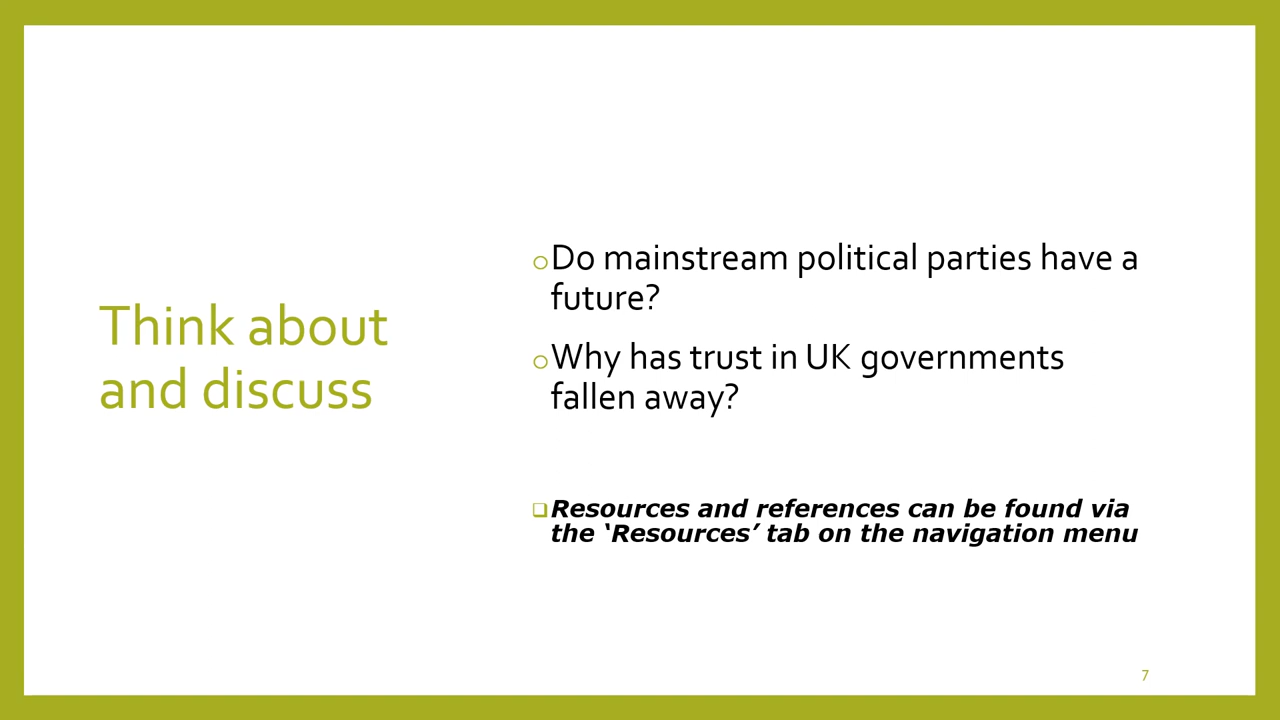 Think about
and discuss
Do mainstream political parties have a
future?
Why has trust in UK governments
fallen away?
Resources and references can be found via
the ‘Resources’ tab on the navigation menu
7